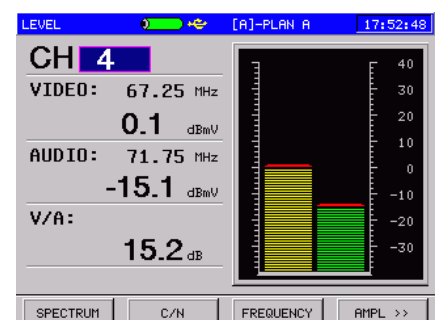 LEVEL [A]-PLAN A 17:52:48
CH 4
VIDEO: 67.25 MHz
0.1 dBmV
AUDIO: 71.75 MHz
-15.1 dBmV
V/A:
15.2 dB
40
30
20
10
0
-10
-20
-30
SPECTRUM C/N FREQUENCY AMPL >>